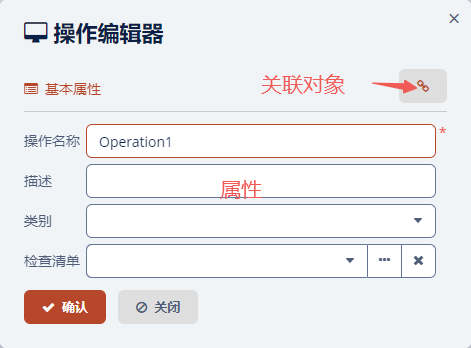 操作编辑器
关联对象
基本属性
操作名称 Operation1 *
描述
属性
类别
检查清单
确认 关闭